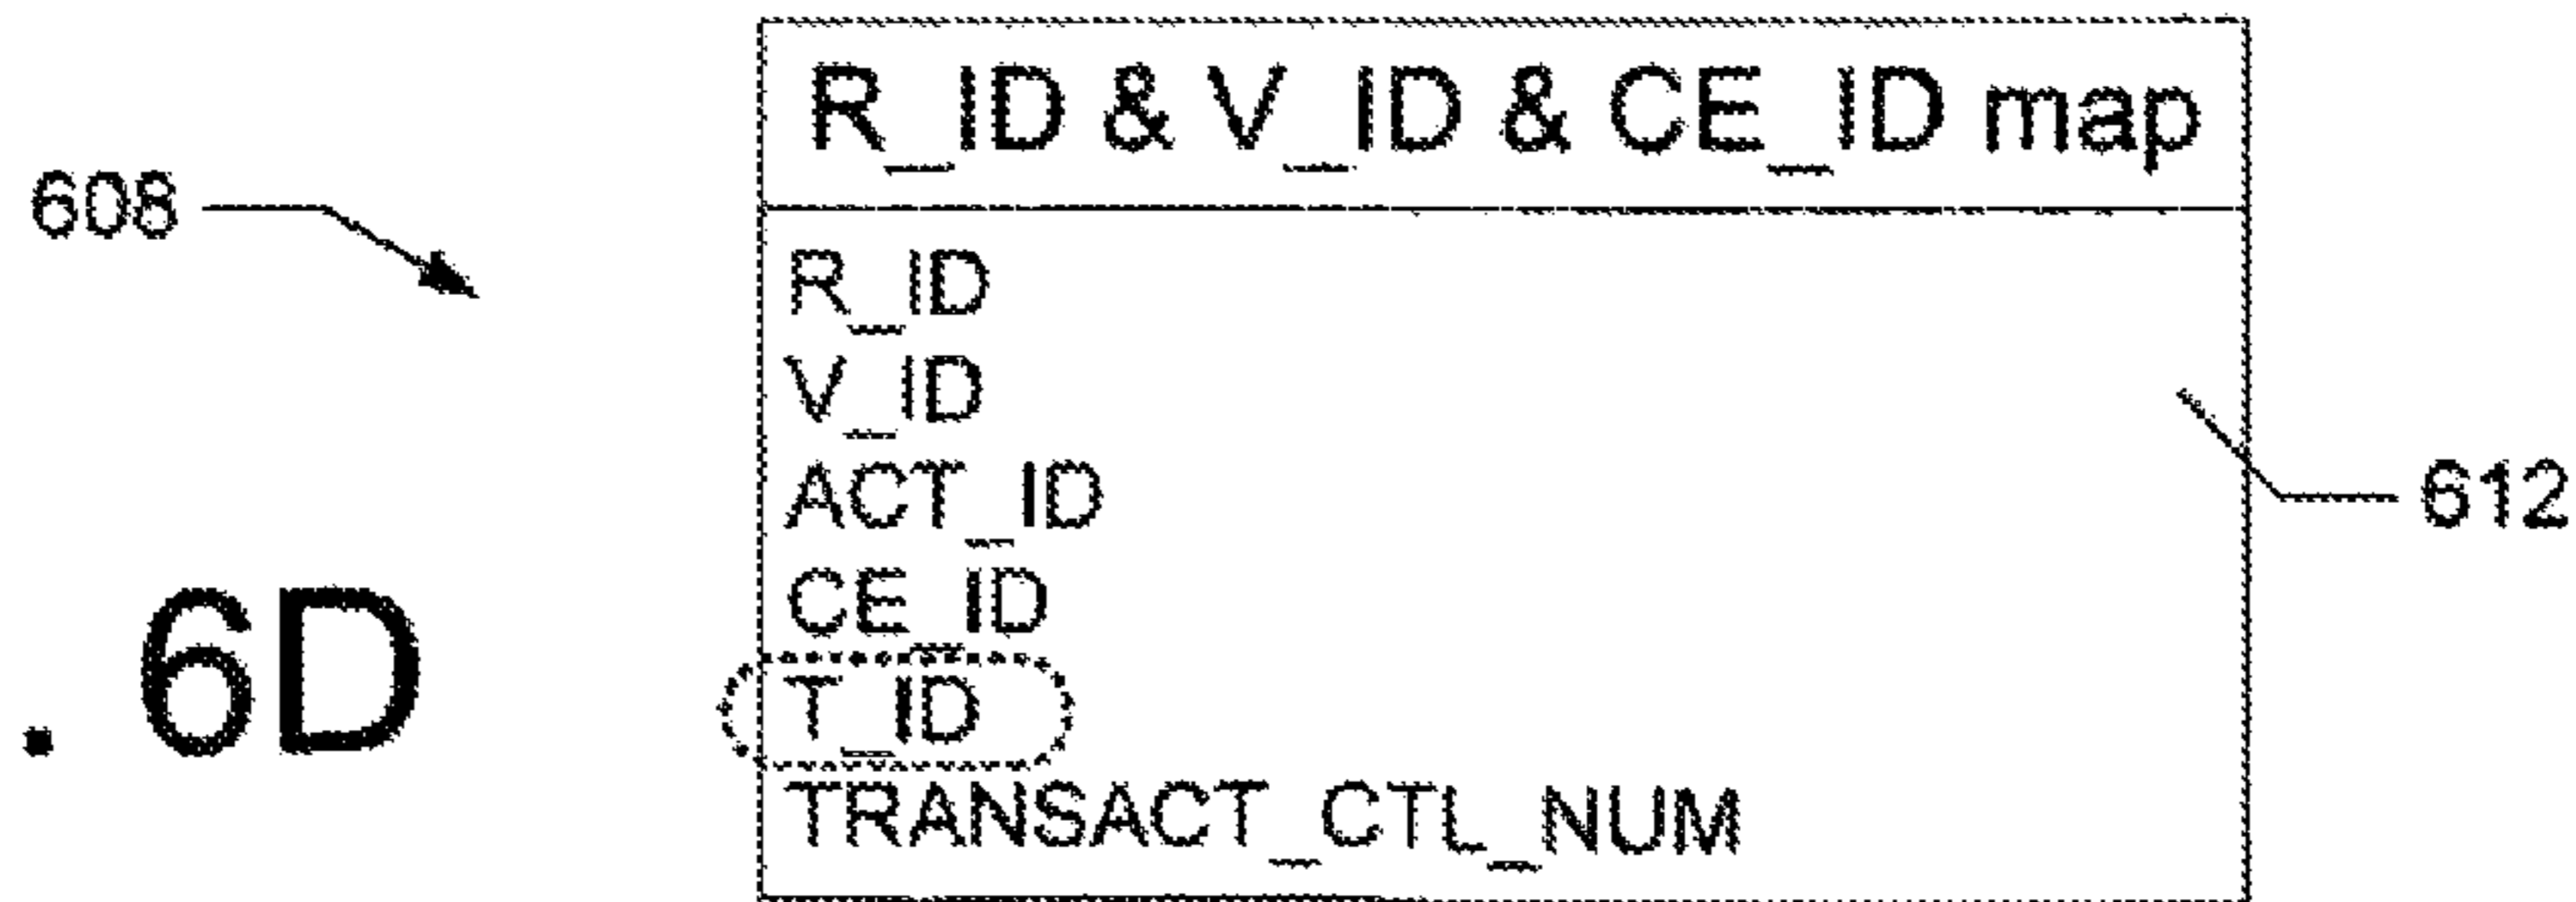 R_ID & V_ID & CE_ID map
608
R_ID
V_ID
ACT_ID
612
CE_ID
. 6D
T_ID
TRANSACT_CTL_NUM